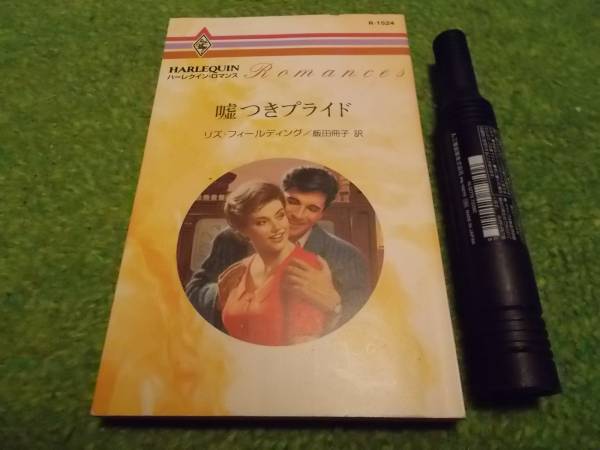 R-1524
HARLEQUIN
ハーレクイン・ロマンス
Romances
嘘つきプライド
リズ・フィールディング/飯田冊子 訳